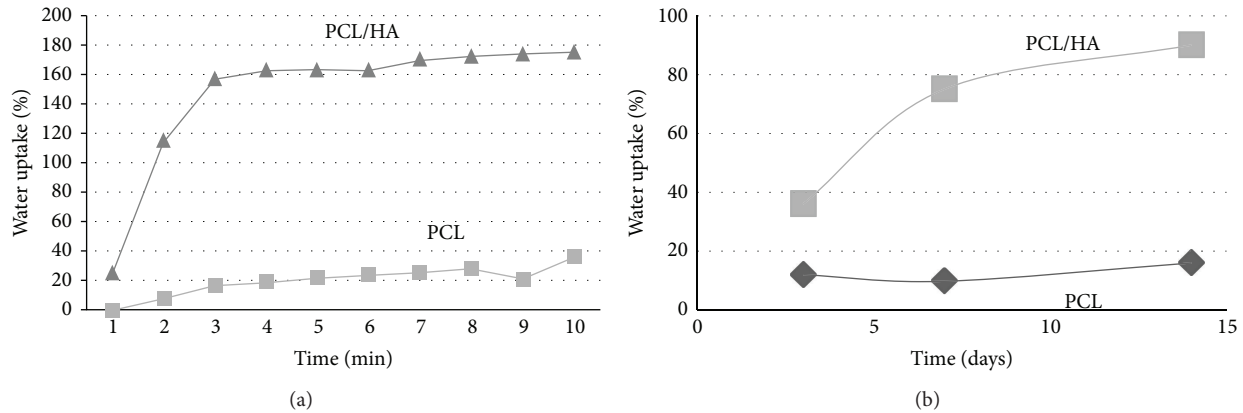 Water uptake (%)
200
180
160
140
120
100
80
60
40
20
0
PCL/HA
PCL
1 2 3 4 5 6 7 8 9 10
Time (min)
(a)
Water uptake (%)
100
80
60
40
20
0
PCL/HA
PCL
0 5 10 15
Time (days)
(b)